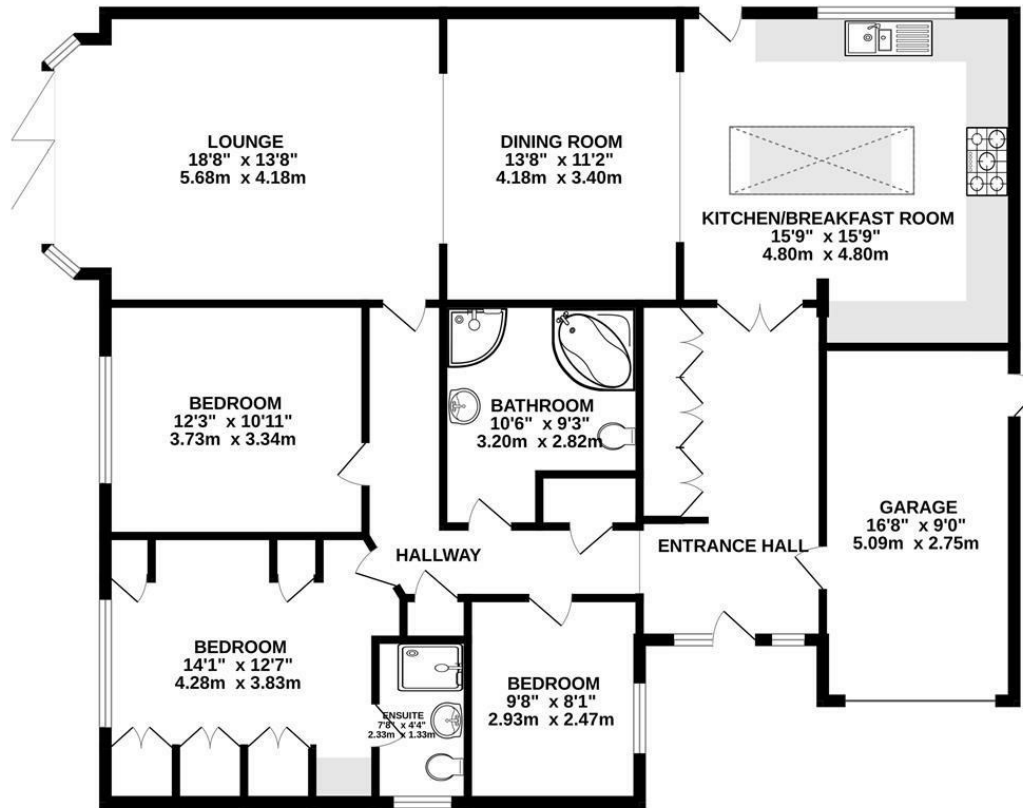 LOUNGE
18'8" x 13'8"
5.68m x 4.18m
DINING ROOM
13'8" x 11'2"
4.18m x 3.40m
KITCHEN/BREAKFAST ROOM
15'9" x 15'9"
4.80m x 4.80m
BEDROOM
12'3" x 10'11"
3.73m x 3.34m
BATHROOM
10'6" x 9'3"
3.20m x 2.82m
GARAGE
16'8" x 9'0"
5.09m x 2.75m
HALLWAY
ENTRANCE HALL
BEDROOM
14'1" x 12'7"
4.28m x 3.83m
ENSUITE
7'8" x 4'4"
2.33m x 1.33m
BEDROOM
9'8" x 8'1"
2.93m x 2.47m